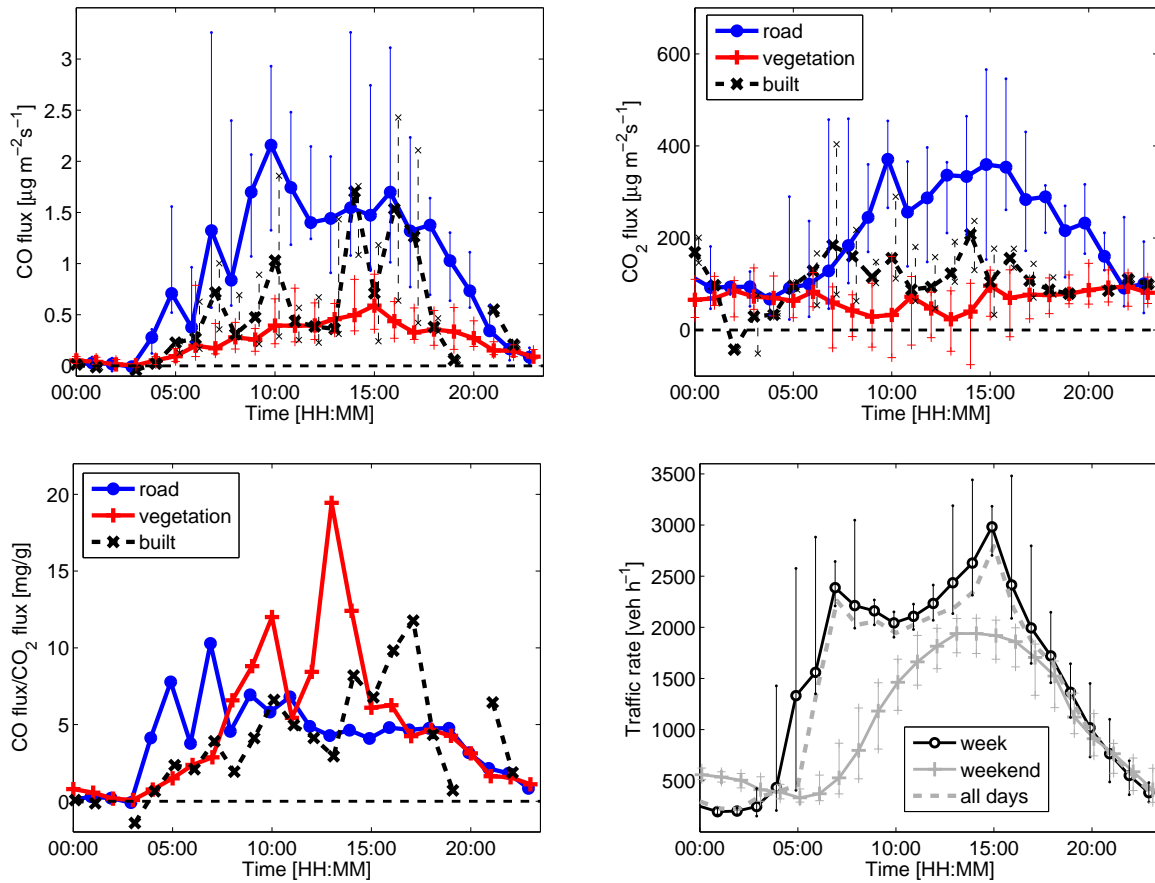 CO flux [µg m⁻²s⁻¹]
3
2.5
2
1.5
1
0.5
0
00:00 05:00 10:00 15:00 20:00
Time [HH:MM]
CO₂ flux [µg m⁻²s⁻¹]
600
400
200
0
road
vegetation
built
00:00 05:00 10:00 15:00 20:00
Time [HH:MM]
CO flux/CO₂ flux [mg/g]
20
15
10
5
0
road
vegetation
built
00:00 05:00 10:00 15:00 20:00
Time [HH:MM]
Traffic rate [veh h⁻¹]
3500
3000
2500
2000
1500
1000
500
week
weekend
all days
00:00 05:00 10:00 15:00 20:00
Time [HH:MM]